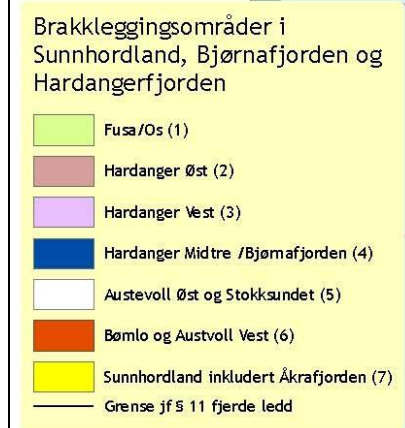 Brakkleggingsområder i
Sunnhordland, Bjørnafjorden og
Hardangerfjorden
Fusa/Os (1)
Hardanger Øst (2)
Hardanger Vest (3)
Hardanger Midtre /Bjørnafjorden (4)
Austevoll Øst og Stokksundet (5)
Bømlo og Austvoll Vest (6)
Sunnhordland inkludert Åkrafjorden (7)
Grense jf § 11 fjerde ledd